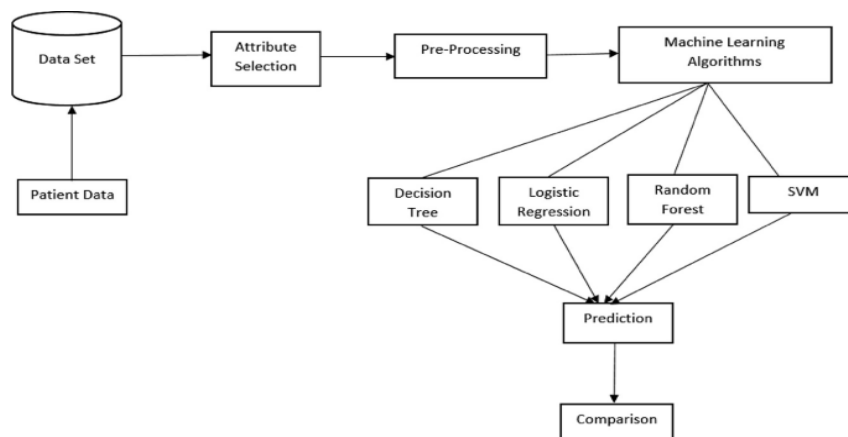 Data Set
Attribute
Selection
Pre-Processing
Machine Learning
Algorithms
Patient Data
Decision
Tree
Logistic
Regression
Random
Forest
SVM
Prediction
Comparison